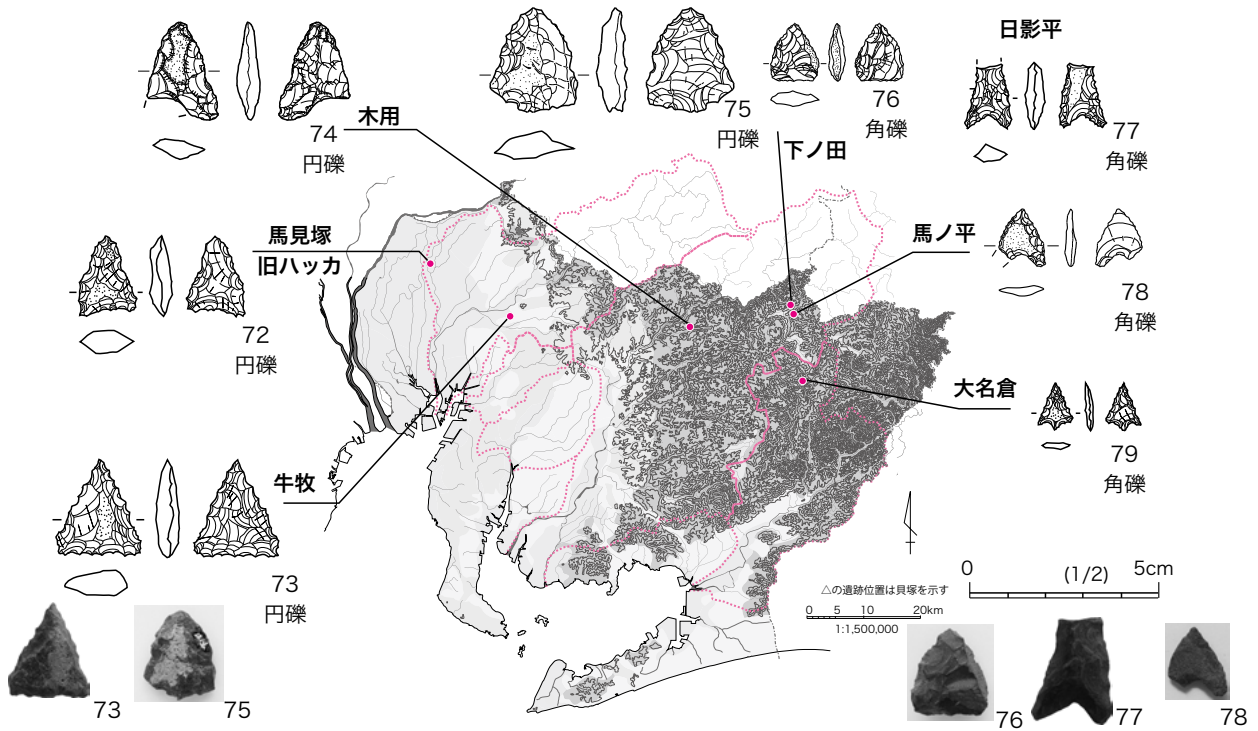 74
円礫
木用
75
円礫
76
角礫
下ノ田
日影平
77
角礫
馬見塚
旧ハッカ
72
円礫
馬ノ平
78
角礫
大名倉
79
角礫
牛牧
73
円礫
△の遺跡位置は貝塚を示す
0 5 10 20km
1:1,500,000
0 (1/2) 5cm
73
75
76
77
78